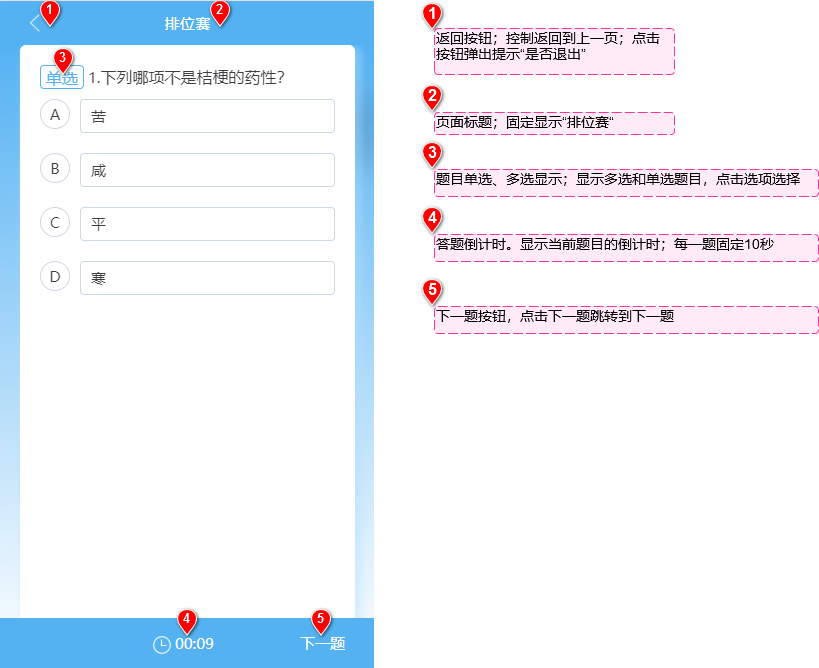 1
排位赛
2
3
单选 1.下列哪项不是桔梗的药性?
A 苦
B 咸
C 平
D 寒
4
00:09
5
下一题
1
返回按钮；控制返回到上一页；点击
按钮弹出提示“是否退出”
2
页面标题；固定显示“排位赛“
3
题目单选、多选显示；显示多选和单选题目，点击选项选择
4
答题倒计时。显示当前题目的倒计时；每一题固定10秒
5
下一题按钮，点击下一题跳转到下一题